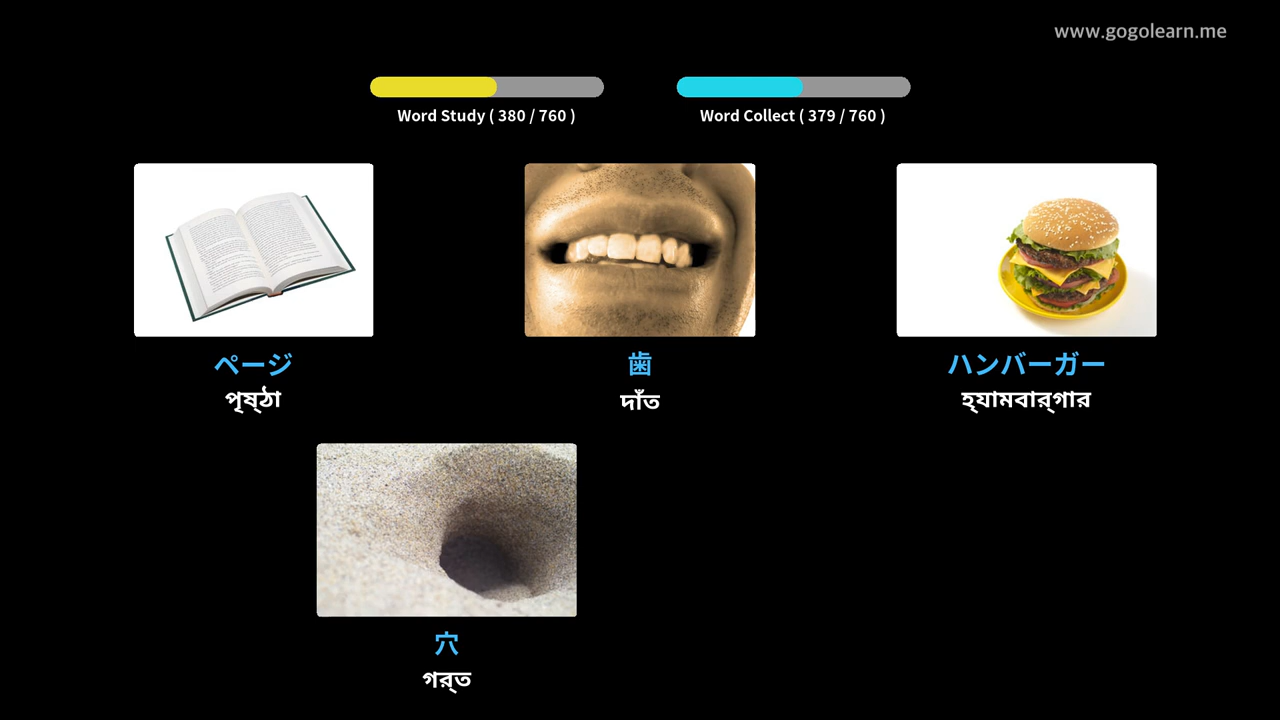 www.gogolearn.me
Word Study ( 380 / 760 )
Word Collect ( 379 / 760 )
ページ
পৃষ্ঠা
歯
দাঁত
ハンバーガー
হ্যামবার্গার
穴
গর্ত